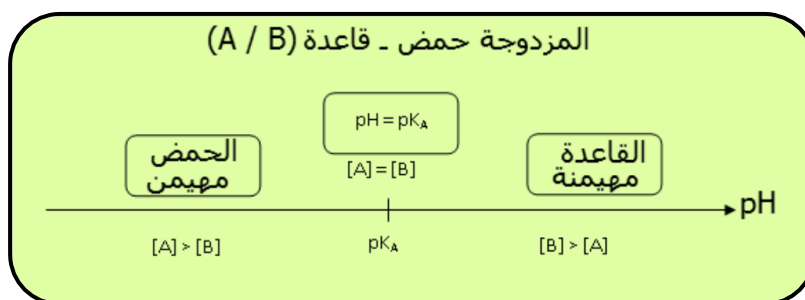 المزدوجة حمض ـ قاعدة (A / B)
pH = pKA
الحمض
مهيمن
القاعدة
مهيمنة
[A] = [B]
pH
[A] > [B]
pKA
[B] > [A]